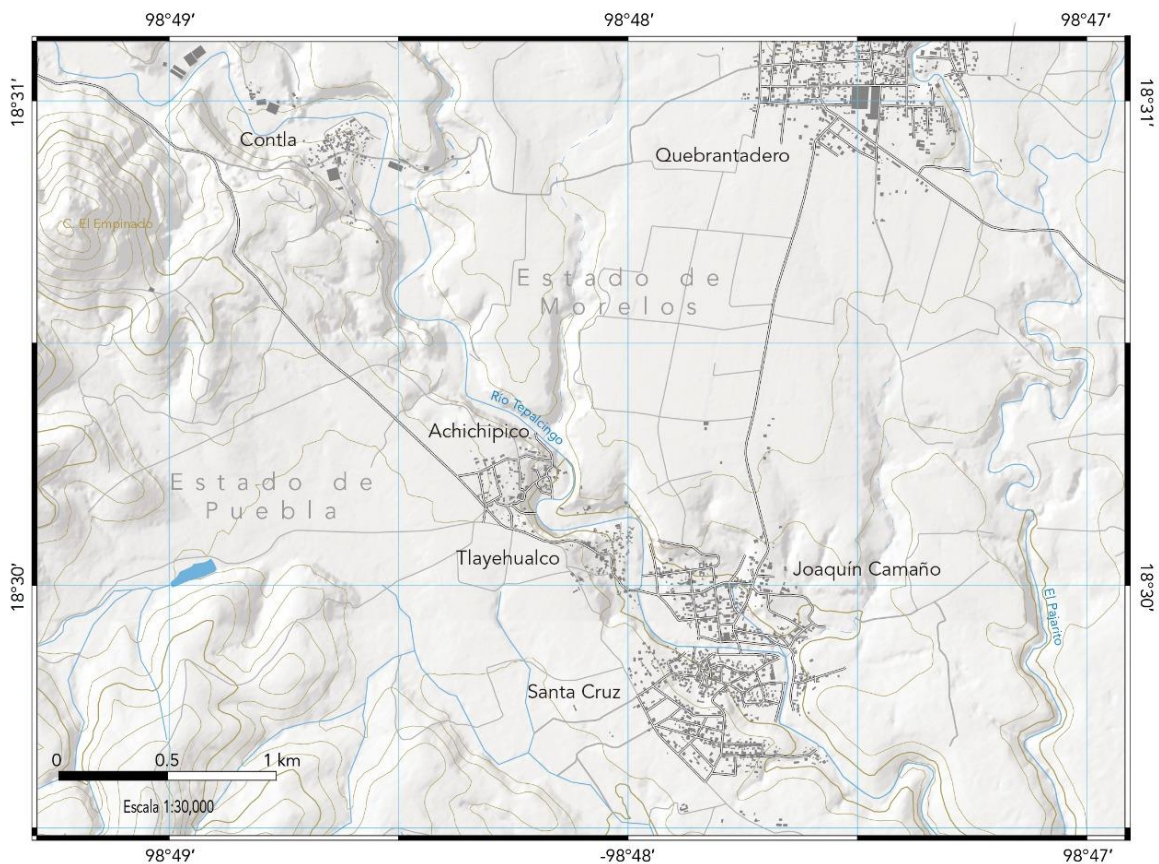 98°49'
98°48'
98°47'
18°31'
18°31'
Contla
Quebrantadero
C. El Empinado
Estado de
Morelos
Río Tepalcingo
Achichipico
Estado de
Puebla
Tlayehualco
Joaquín Camaño
18°30'
18°30'
El Pajarito
Santa Cruz
0 0.5 1 km
Escala 1:30,000
98°49'
-98°48'
98°47'